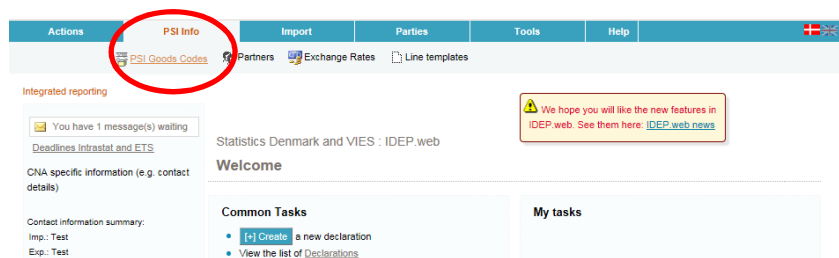 Actions PSI Info Import Parties Tools Help
PSI Goods Codes Partners Exchange Rates Line templates
Integrated reporting
You have 1 message(s) waiting
Deadlines Intrastat and ETS
CNA specific information (e.g. contact
details)
Contact information summary:
Imp.: Test
Exp.: Test
We hope you will like the new features in
IDEP.web. See them here: IDEP.web news
Statistics Denmark and VIES : IDEP.web
Welcome
Common Tasks
[+] Create a new declaration
View the list of Declarations
My tasks